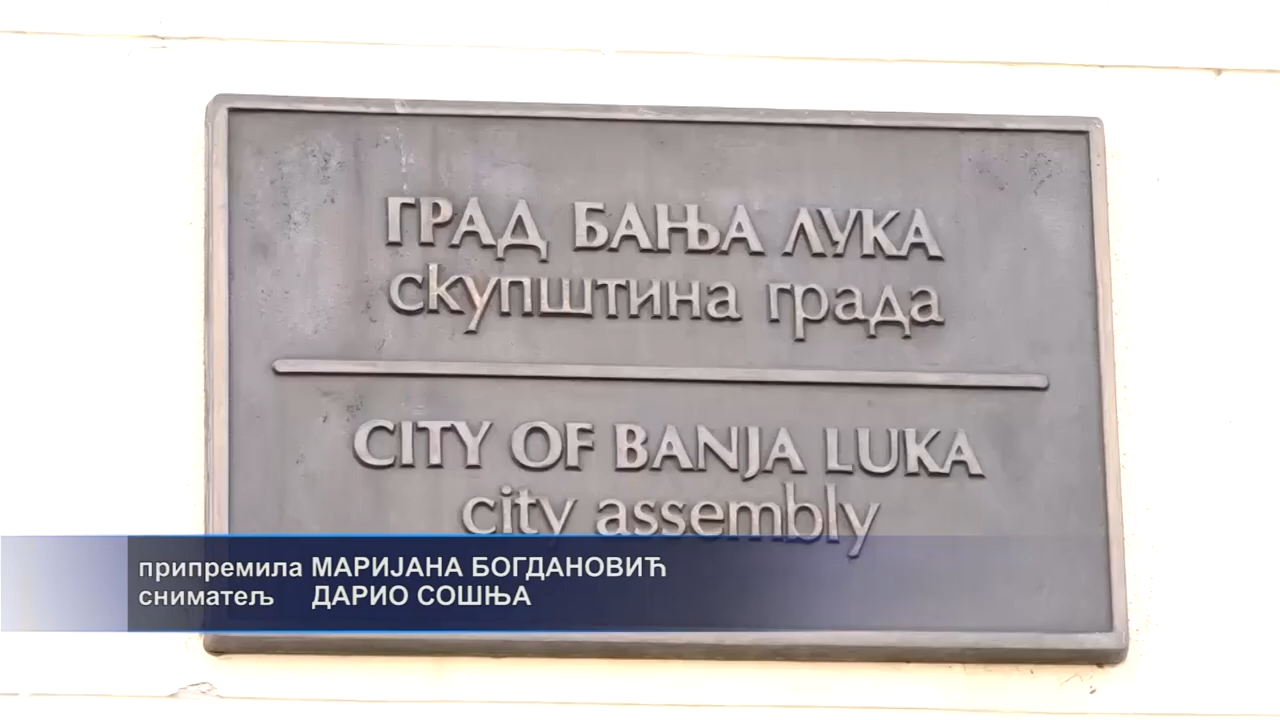 ГРАД БАЊА ЛУКА
скупштина града
CITY OF BANJA LUKA
city assembly
припремила МАРИЈАНА БОГДАНОВИЋ
сниматељ ДАРИО СОШЊА